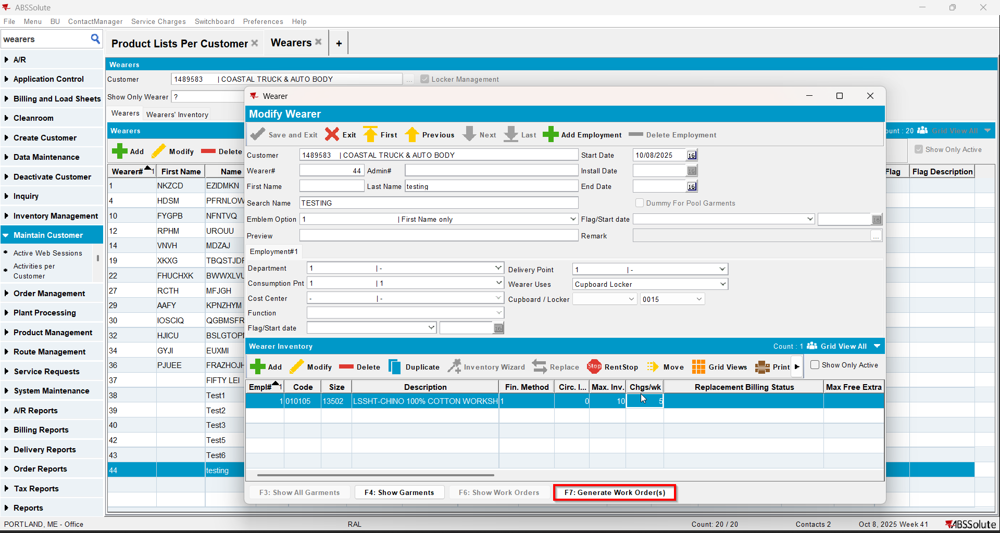 ABSSolute
File Menu BU ContactManager Service Charges Switchboard Preferences Help
wearers
Product Lists Per Customer
Wearers
+
A/R
Application Control
Billing and Load Sheets
Cleanroom
Create Customer
Data Maintenance
Deactivate Customer
Inquiry
Inventory Management
Maintain Customer
Active Web Sessions
Activities per
Customer
Order Management
Plant Processing
Product Management
Route Management
Service Requests
System Maintenance
A/R Reports
Billing Reports
Delivery Reports
Order Reports
Tax Reports
Reports
Wearers
Customer 1489583 | COASTAL TRUCK & AUTO BODY ... Locker Management
Show Only Wearer ?
Wearers Wearers' Inventory
Wearers
ount : 20 Grid View All
Add Modify Delete
Show Only Active
Wearer# 1 First Name Name
Flag Flag Description
1 NKZCD EZIDMKN
4 HDSM PFRNLOW
10 FYGPB NFNTVQ
12 RPHM UROUU
14 VNVH MDZAJ
19 XKXG TBQSTJDF
22 FHUCHXK BWWXLVU
27 RCTH MFJGH
29 AAFY KPNZHYM
30 IOSCIQ QGBMSFR
32 HJICU BSLGTOPI
34 GYJI EUXMI
36 PJUEE FRAZHOJH
37 FIFTY LEI
38 Test1
39 Test2
40 Test3
42 Test5
43 Test6
44 testing
Wearer
Modify Wearer
Save and Exit Exit First Previous Next Last Add Employment Delete Employment
Customer 1489583 | COASTAL TRUCK & AUTO BODY Start Date 10/08/2025 16
Wearer# 44 Admin# Install Date 16
First Name Last Name testing End Date 16
Search Name TESTING Dummy For Pool Garments
Emblem Option 1 | First Name only Flag/Start date 16
Preview Remark ...
Employment#1
Department 1 | - Delivery Point 1 | -
Consumption Pnt 1 | 1 Wearer Uses Cupboard Locker
Cost Center - | - Cupboard / Locker 0015
Function
Flag/Start date 16
Wearer Inventory Count : 1 Grid View All
Add Modify Delete Duplicate Inventory Wizard Replace Stop RentStop Move Grid Views Print Show Only Active
Empl# 1 Code Size Description Fin. Method Circ. I... Max. Inv. Chgs/wk Replacement Billing Status Max Free Extra
1 010105 13502 LSSHT-CHINO 100% COTTON WORKSH 1 0 10 5
F3: Show All Garments F4: Show Garments F6: Show Work Orders F7: Generate Work Order(s)
PORTLAND, ME - Office RAL Count: 20 / 20 Contacts 2 Oct 8, 2025 Week 41 ABSSolute